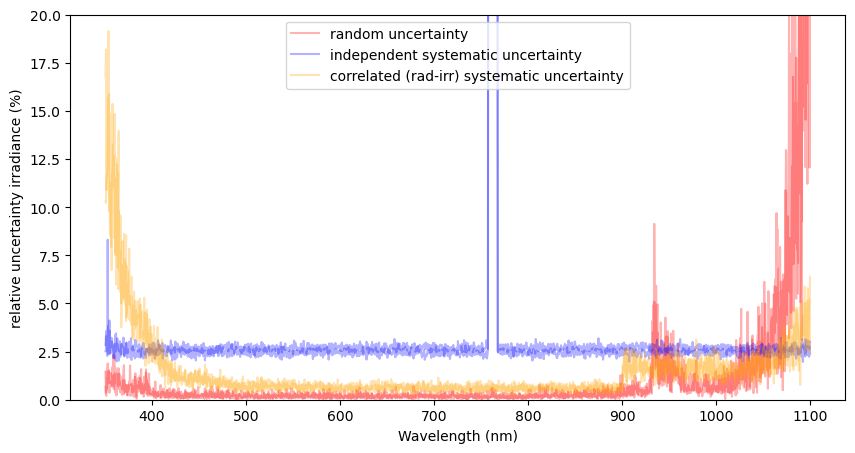 random uncertainty
independent systematic uncertainty
correlated (rad-irr) systematic uncertainty
relative uncertainty irradiance (%)
20.0
17.5
15.0
12.5
10.0
7.5
5.0
2.5
0.0
400 500 600 700 800 900 1000 1100
Wavelength (nm)